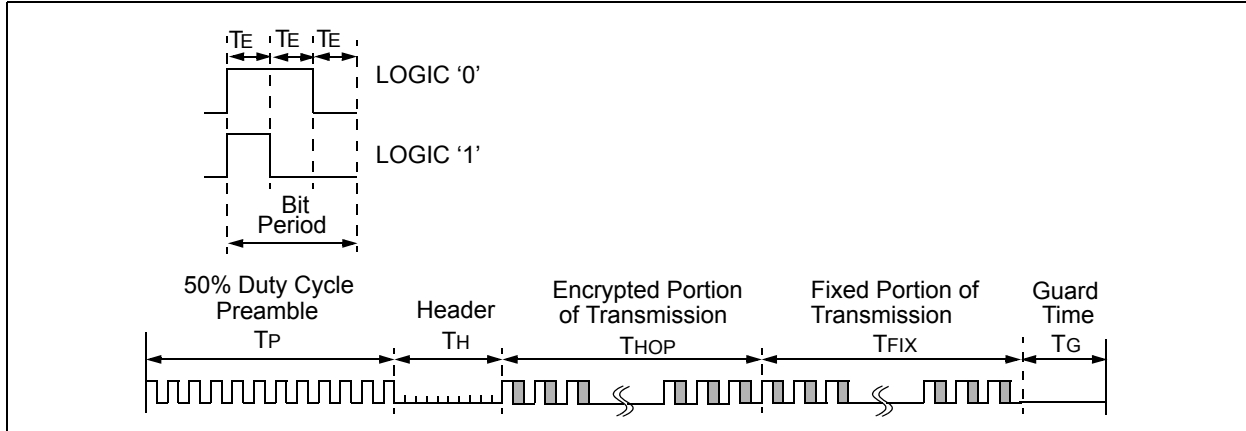 TE TE TE
LOGIC ‘0’
LOGIC ‘1’
Bit
Period
50% Duty Cycle
Preamble
TP
Header
TH
Encrypted Portion
of Transmission
THOP
Fixed Portion of
Transmission
TFIX
Guard
Time
TG